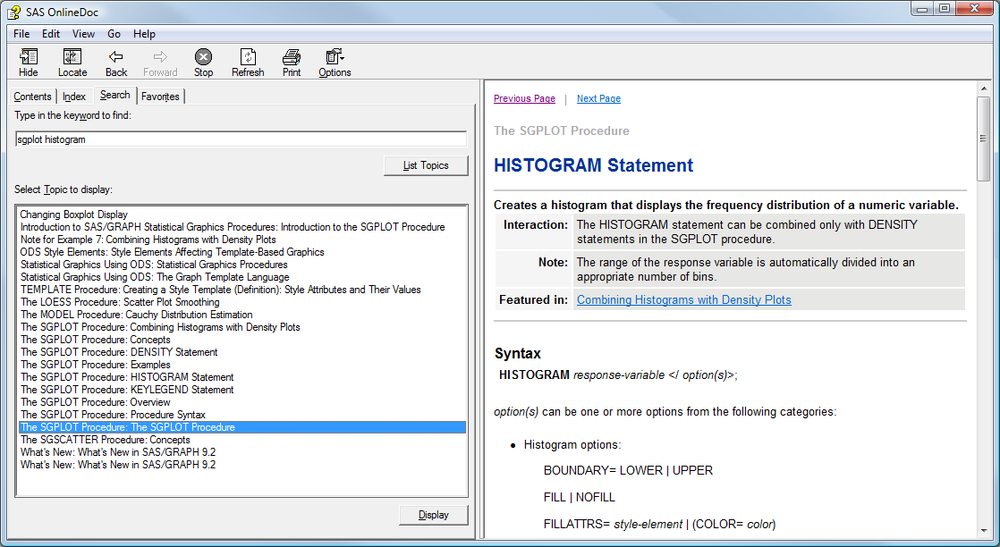 SAS OnlineDoc
File Edit View Go Help
Hide Locate Back Forward Stop Refresh Print Options
Contents Index Search Favorites
Type in the keyword to find:
sgplot histogram
List Topics
Select Topic to display:
Changing Boxplot Display
Introduction to SAS/GRAPH Statistical Graphics Procedures: Introduction to the SGPLOT Procedure
Note for Example 7: Combining Histograms with Density Plots
ODS Style Elements: Style Elements Affecting Template-Based Graphics
Statistical Graphics Using ODS: Statistical Graphics Procedures
Statistical Graphics Using ODS: The Graph Template Language
TEMPLATE Procedure: Creating a Style Template (Definition): Style Attributes and Their Values
The LOESS Procedure: Scatter Plot Smoothing
The MODEL Procedure: Cauchy Distribution Estimation
The SGPLOT Procedure: Combining Histograms with Density Plots
The SGPLOT Procedure: Concepts
The SGPLOT Procedure: DENSITY Statement
The SGPLOT Procedure: Examples
The SGPLOT Procedure: HISTOGRAM Statement
The SGPLOT Procedure: KEYLEGEND Statement
The SGPLOT Procedure: Overview
The SGPLOT Procedure: Procedure Syntax
The SGPLOT Procedure: The SGPLOT Procedure
The SGSCATTER Procedure: Concepts
What's New: What's New in SAS/GRAPH 9.2
What's New: What's New in SAS/GRAPH 9.2
Display
Previous Page | Next Page
The SGPLOT Procedure
HISTOGRAM Statement
Creates a histogram that displays the frequency distribution of a numeric variable.
Interaction: The HISTOGRAM statement can be combined only with DENSITY
statements in the SGPLOT procedure.
Note: The range of the response variable is automatically divided into an
appropriate number of bins.
Featured in: Combining Histograms with Density Plots
Syntax
HISTOGRAM response-variable </ option(s)>;
option(s) can be one or more options from the following categories:
• Histogram options:
BOUNDARY= LOWER | UPPER
FILL | NOFILL
FILLATTRS= style-element | (COLOR= color)